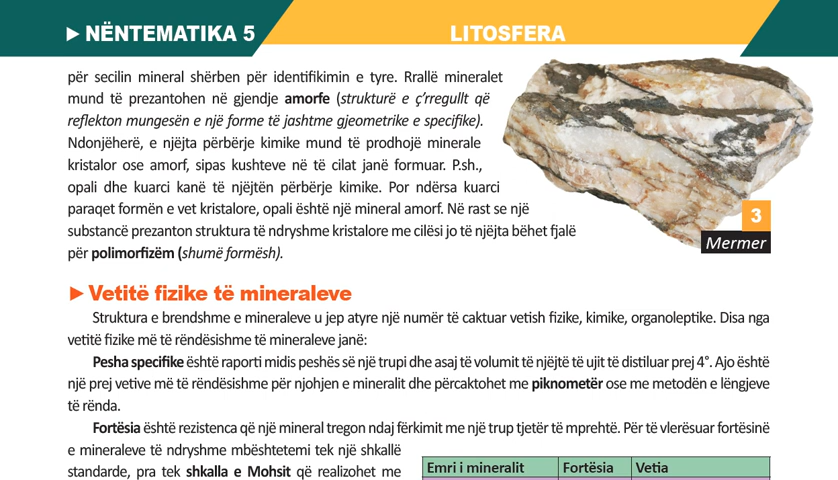 ► NËNTEMATIKA 5
LITOSFERA
për secilin mineral shërben për identifikimin e tyre. Rrallë mineralet
mund të prezantohen në gjendje amorfe (strukturë e ç’rregullt që
reflekton mungesën e një forme të jashtme gjeometrike e specifike).
Ndonjëherë, e njëjta përbërje kimike mund të prodhojë minerale
kristalor ose amorf, sipas kushteve në të cilat janë formuar. P.sh.,
opali dhe kuarci kanë të njëjtën përbërje kimike. Por ndërsa kuarci
paraqet formën e vet kristalore, opali është një mineral amorf. Në rast se një
substancë prezanton struktura të ndryshme kristalore me cilësi jo të njëjta bëhet fjalë
për polimorfizëm (shumë formësh).
3
Mermer
► Vetitë fizike të mineraleve
Struktura e brendshme e mineraleve u jep atyre një numër të caktuar vetish fizike, kimike, organoleptike. Disa nga
vetitë fizike më të rëndësishme të mineraleve janë:
Pesha specifike është raporti midis peshës së një trupi dhe asaj të volumit të njëjtë të ujit të distiluar prej 4°. Ajo është
një prej vetive më të rëndësishme për njohjen e mineralit dhe përcaktohet me piknometër ose me metodën e lëngjeve
të rënda.
Fortësia është rezistenca që një mineral tregon ndaj fërkimit me një trup tjetër të mprehtë. Për të vlerësuar fortësinë
e mineraleve të ndryshme mbështetemi tek një shkallë
standarde, pra tek shkalla e Mohsit që realizohet me
Emri i mineralit Fortësia Vetia